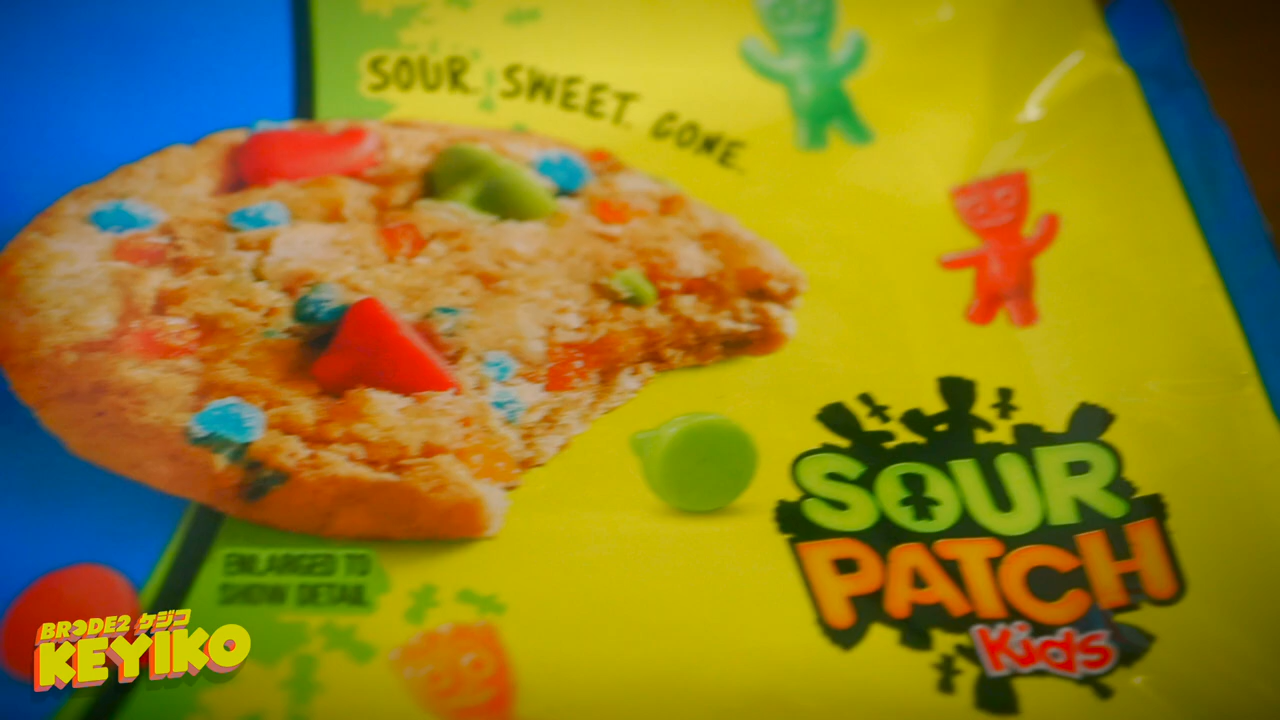 SOUR. SWEET. GONE.
ENLARGED TO
SHOW DETAIL
SOUR
PATCH
Kids
BRODE2 ケジコ
KEYIKO